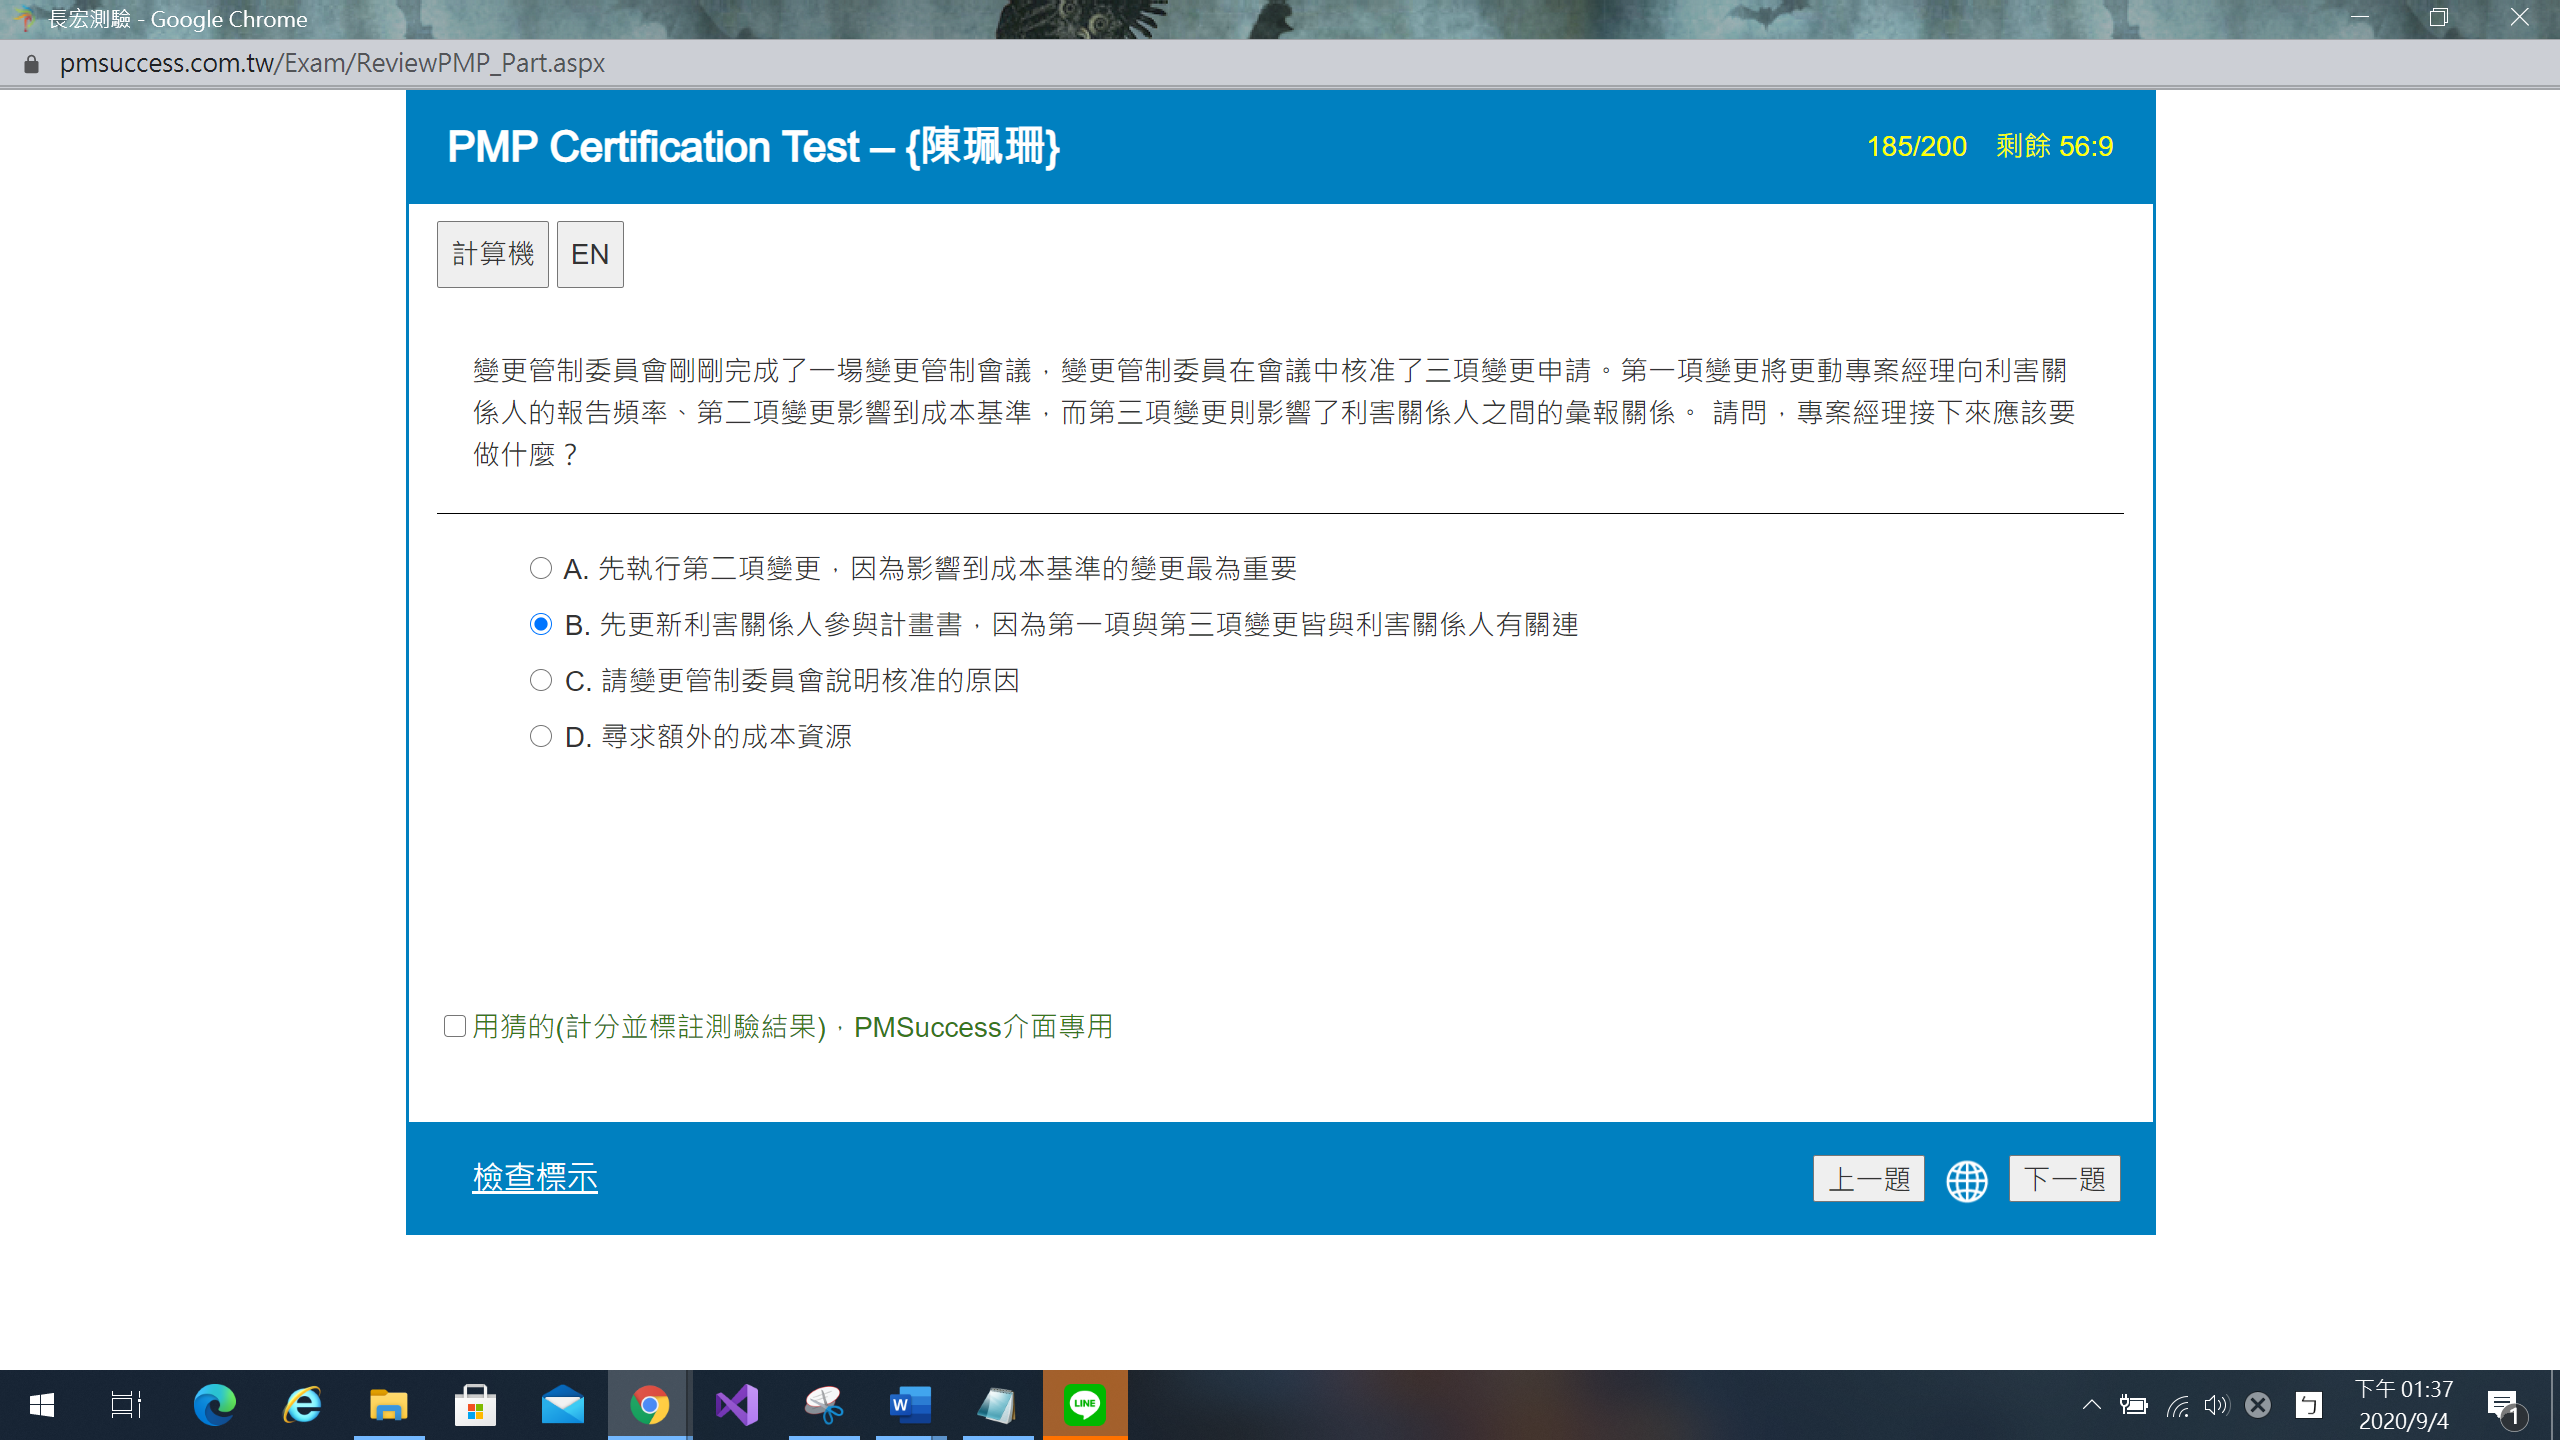 長宏測驗 - Google Chrome
pmsuccess.com.tw/Exam/ReviewPMP_Part.aspx
PMP Certification Test – {陳珮珊}
185/200 剩餘 56:9
計算機 EN
變更管制委員會剛剛完成了一場變更管制會議，變更管制委員在會議中核准了三項變更申請。第一項變更將更動專案經理向利害關
係人的報告頻率、第二項變更影響到成本基準，而第三項變更則影響了利害關係人之間的彙報關係。 請問，專案經理接下來應該要
做什麼？
A. 先執行第二項變更，因為影響到成本基準的變更最為重要
B. 先更新利害關係人參與計畫書，因為第一項與第三項變更皆與利害關係人有關連
C. 請變更管制委員會說明核准的原因
D. 尋求額外的成本資源
用猜的(計分並標註測驗結果)，PMSuccess介面專用
檢查標示
上一題 下一題
W
LINE
ㄅ
下午 01:37
2020/9/4
1